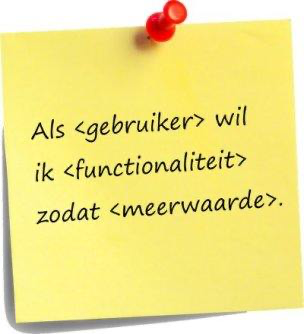 Als <gebruiker> wil
ik <functionaliteit>
zodat <meerwaarde>.